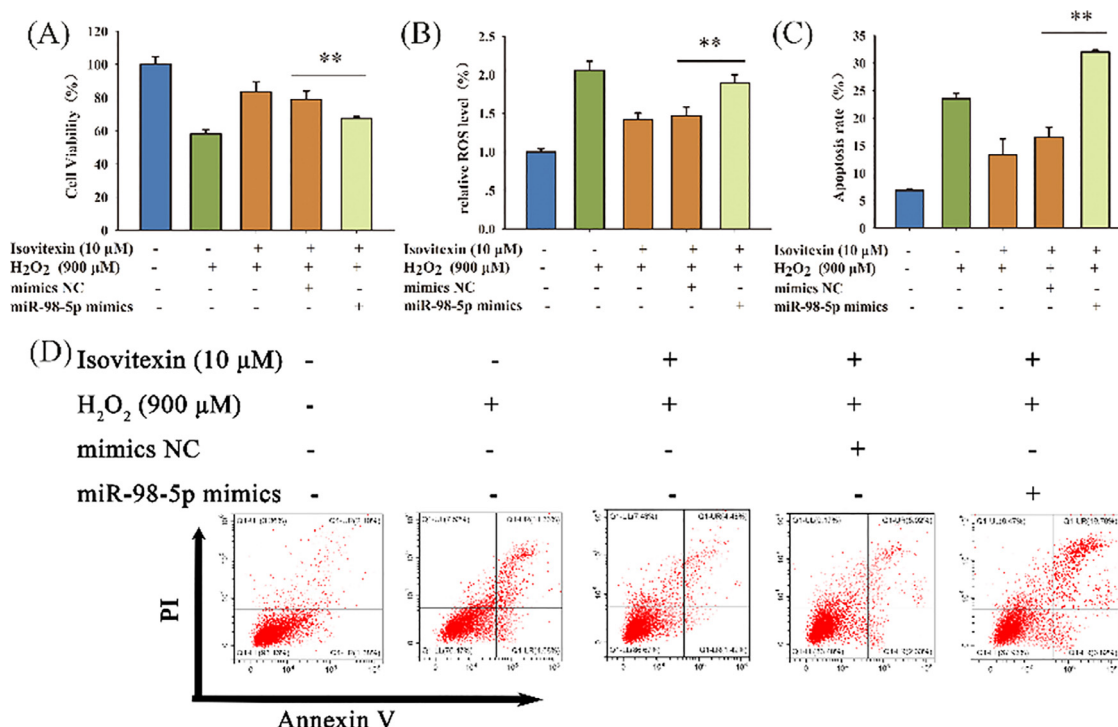 (A)
Cell Viability (%)
120
100
80
60
40
20
0
**
Isovitexin (10 μM) - - + + +
H2O2 (900 μM) - + + + +
mimics NC - - - + -
miR-98-5p mimics - - - - +
(B)
relative ROS level (%)
2.5
2.0
1.5
1.0
.5
0.0
**
Isovitexin (10 μM) - - + + +
H2O2 (900 μM) - + + + +
mimics NC - - - + -
miR-98-5p mimics - - - - +
(C)
Apoptosis rate (%)
35
30
25
20
15
10
5
0
**
Isovitexin (10 μM) - - + + +
H2O2 (900 μM) - + + + +
mimics NC - - - + -
miR-98-5p mimics - - - - +
(D)
Isovitexin (10 μM) - - + + +
H2O2 (900 μM) - + + + +
mimics NC - - - + -
miR-98-5p mimics - - - - +
PI
Annexin V